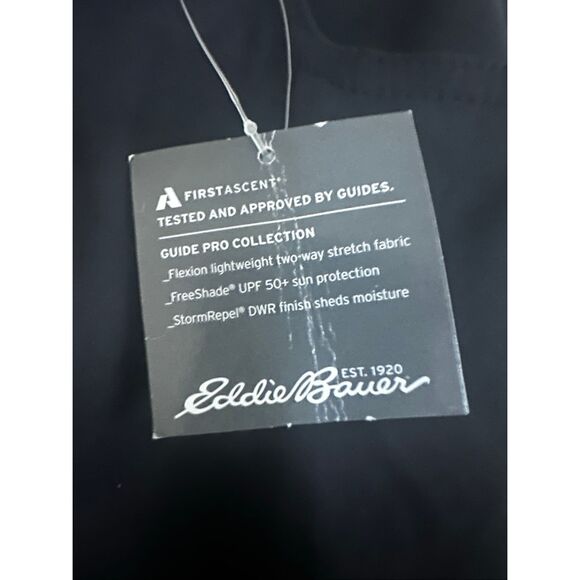 A FIRSTASCENT®
TESTED AND APPROVED BY GUIDES.
GUIDE PRO COLLECTION
_Flexion lightweight two-way stretch fabric
_FreeShade® UPF 50+ sun protection
_StormRepel® DWR finish sheds moisture
EST. 1920
Eddie Bauer